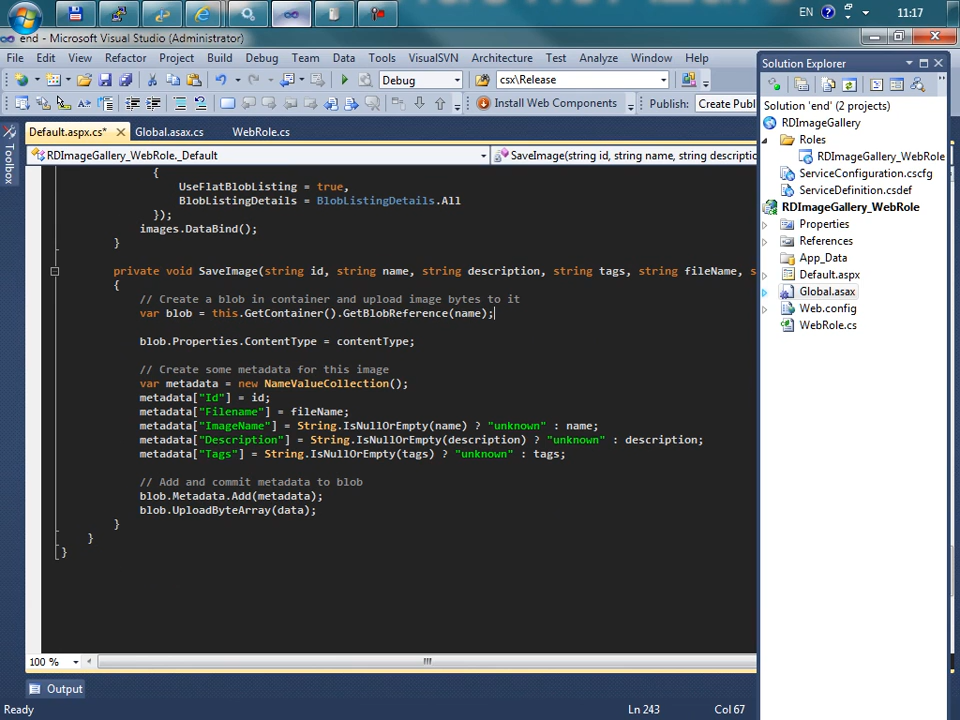 EN
11:17
end - Microsoft Visual Studio (Administrator)
File Edit View Refactor Project Build Debug Team Data Tools VisualSVN Architecture Test Analyze Window Help
Debug csx\Release
Install Web Components Publish: Create Publ
Default.aspx.cs* Global.asax.cs WebRole.cs
RDImageGallery_WebRole._Default SaveImage(string id, string name, string descriptio
Toolbox
{
UseFlatBlobListing = true,
BlobListingDetails = BlobListingDetails.All
});
images.DataBind();
}
private void SaveImage(string id, string name, string description, string tags, string fileName, s
{
// Create a blob in container and upload image bytes to it
var blob = this.GetContainer().GetBlobReference(name);
blob.Properties.ContentType = contentType;
// Create some metadata for this image
var metadata = new NameValueCollection();
metadata["Id"] = id;
metadata["Filename"] = fileName;
metadata["ImageName"] = String.IsNullOrEmpty(name) ? "unknown" : name;
metadata["Description"] = String.IsNullOrEmpty(description) ? "unknown" : description;
metadata["Tags"] = String.IsNullOrEmpty(tags) ? "unknown" : tags;
// Add and commit metadata to blob
blob.Metadata.Add(metadata);
blob.UploadByteArray(data);
}
}
}
100 %
Output
Ready Ln 243 Col 67
Solution Explorer
Solution 'end' (2 projects)
RDImageGallery
Roles
RDImageGallery_WebRole
ServiceConfiguration.cscfg
ServiceDefinition.csdef
RDImageGallery_WebRole
Properties
References
App_Data
Default.aspx
Global.asax
Web.config
WebRole.cs